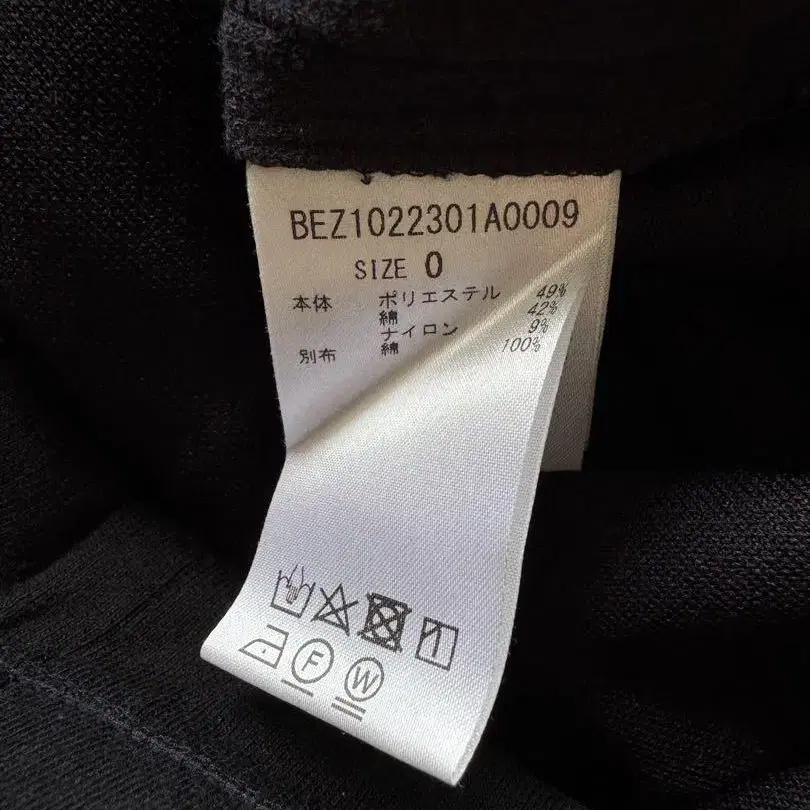 BEZ1022301A0009
SIZE 0
本体 ポリエステル 49%
綿 42%
ナイロン 9%
別布 綿 100%
F W